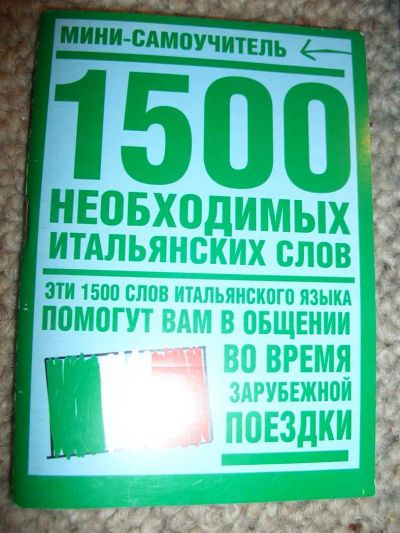 МИНИ-САМОУЧИТЕЛЬ
1500
НЕОБХОДИМЫХ
ИТАЛЬЯНСКИХ СЛОВ
ЭТИ 1500 СЛОВ ИТАЛЬЯНСКОГО ЯЗЫКА
ПОМОГУТ ВАМ В ОБЩЕНИИ
ВО ВРЕМЯ
ЗАРУБЕЖНОЙ
ПОЕЗДКИ